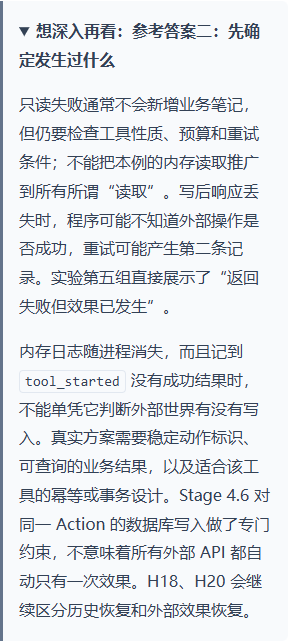 ▼ 想深入再看：参考答案二：先确
定发生过什么
只读失败通常不会新增业务笔记，
但仍要检查工具性质、预算和重试
条件；不能把本例的内存读取推广
到所有所谓“读取”。写后响应丢
失时，程序可能不知道外部操作是
否成功，重试可能产生第二条记
录。实验第五组直接展示了“返回
失败但效果已发生”。
内存日志随进程消失，而且记到
tool_started 没有成功结果时，
不能单凭它判断外部世界有没有写
入。真实方案需要稳定动作标识、
可查询的业务结果，以及适合该工
具的幂等或事务设计。Stage 4.6 对
同一 Action 的数据库写入做了专门
约束，不意味着所有外部 API 都自
动只有一次效果。H18、H20 会继
续区分历史恢复和外部效果恢复。